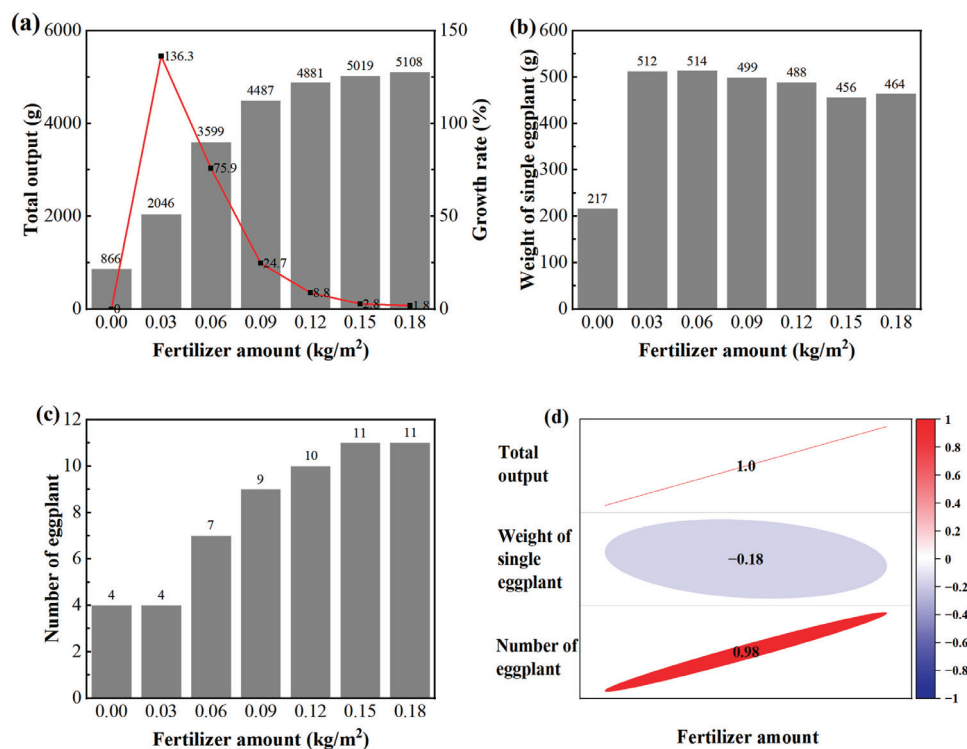 (a)
6000
4000
2000
0
Total output (g)
866
2046
3599
4487
4881
5019
5108
0
136.3
75.9
24.7
8.8
2.8
1.8
150
100
50
0
Growth rate (%)
0.00 0.03 0.06 0.09 0.12 0.15 0.18
Fertilizer amount (kg/m²)
(b)
600
500
400
300
200
100
0
Weight of single eggplant (g)
217
512
514
499
488
456
464
0.00 0.03 0.06 0.09 0.12 0.15 0.18
Fertilizer amount (kg/m²)
(c)
12
10
8
6
4
2
0
Number of eggplant
4
4
7
9
10
11
11
0.00 0.03 0.06 0.09 0.12 0.15 0.18
Fertilizer amount (kg/m²)
(d)
Total
output
1.0
Weight of
single
eggplant
−0.18
Number of
eggplant
0.98
Fertilizer amount
1
0.8
0.6
0.4
0.2
0
−0.2
−0.4
−0.6
−0.8
−1